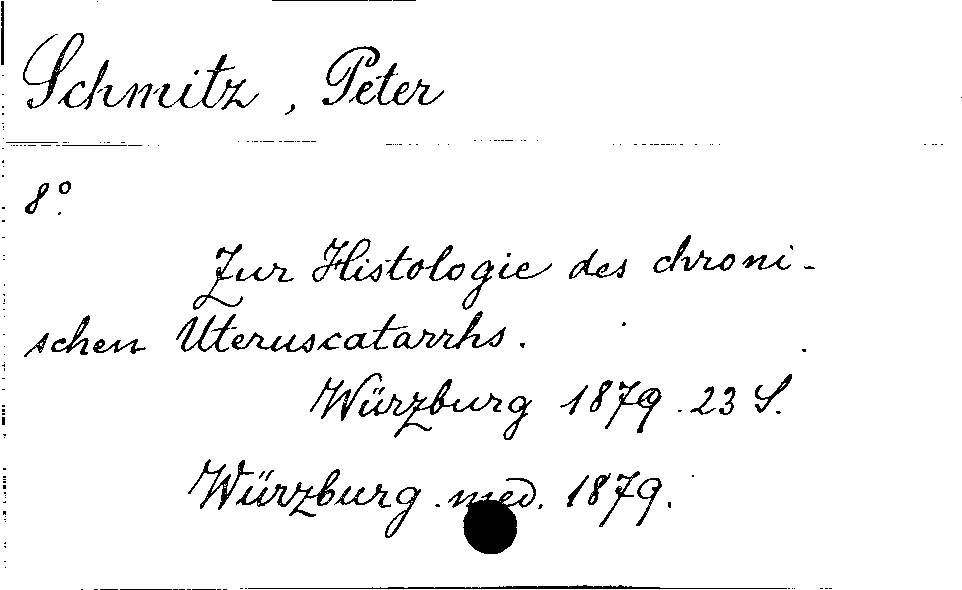 Schmitz, Peter
8°.
Zur Histologie des chroni-
schen Uteruscatarrhs.
Würzburg 1879. 23 S.
Würzburg. med. 1879.